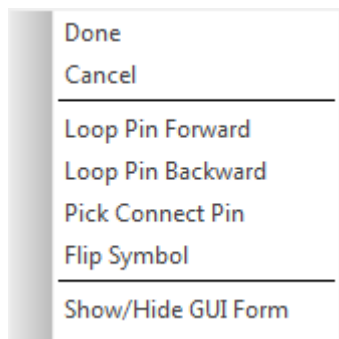 Done
Cancel
Loop Pin Forward
Loop Pin Backward
Pick Connect Pin
Flip Symbol
Show/Hide GUI Form